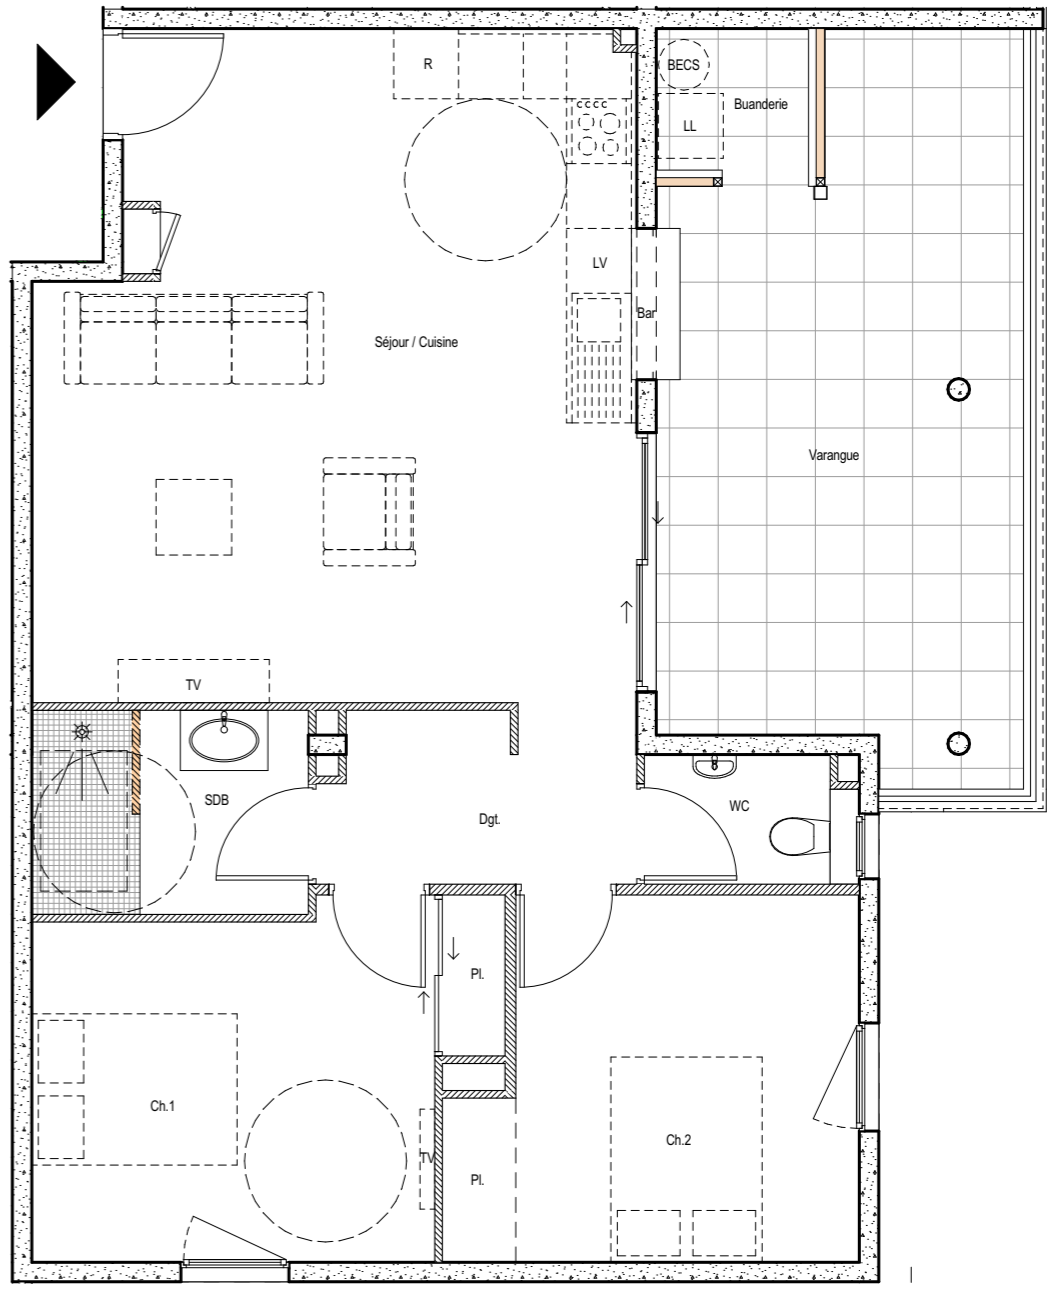 R
BECS
Buanderie
LL
LV
Bar
Séjour / Cuisine
Varangue
TV
SDB
Dgt.
WC
Pl.
Ch.1
TV
Ch.2
Pl.